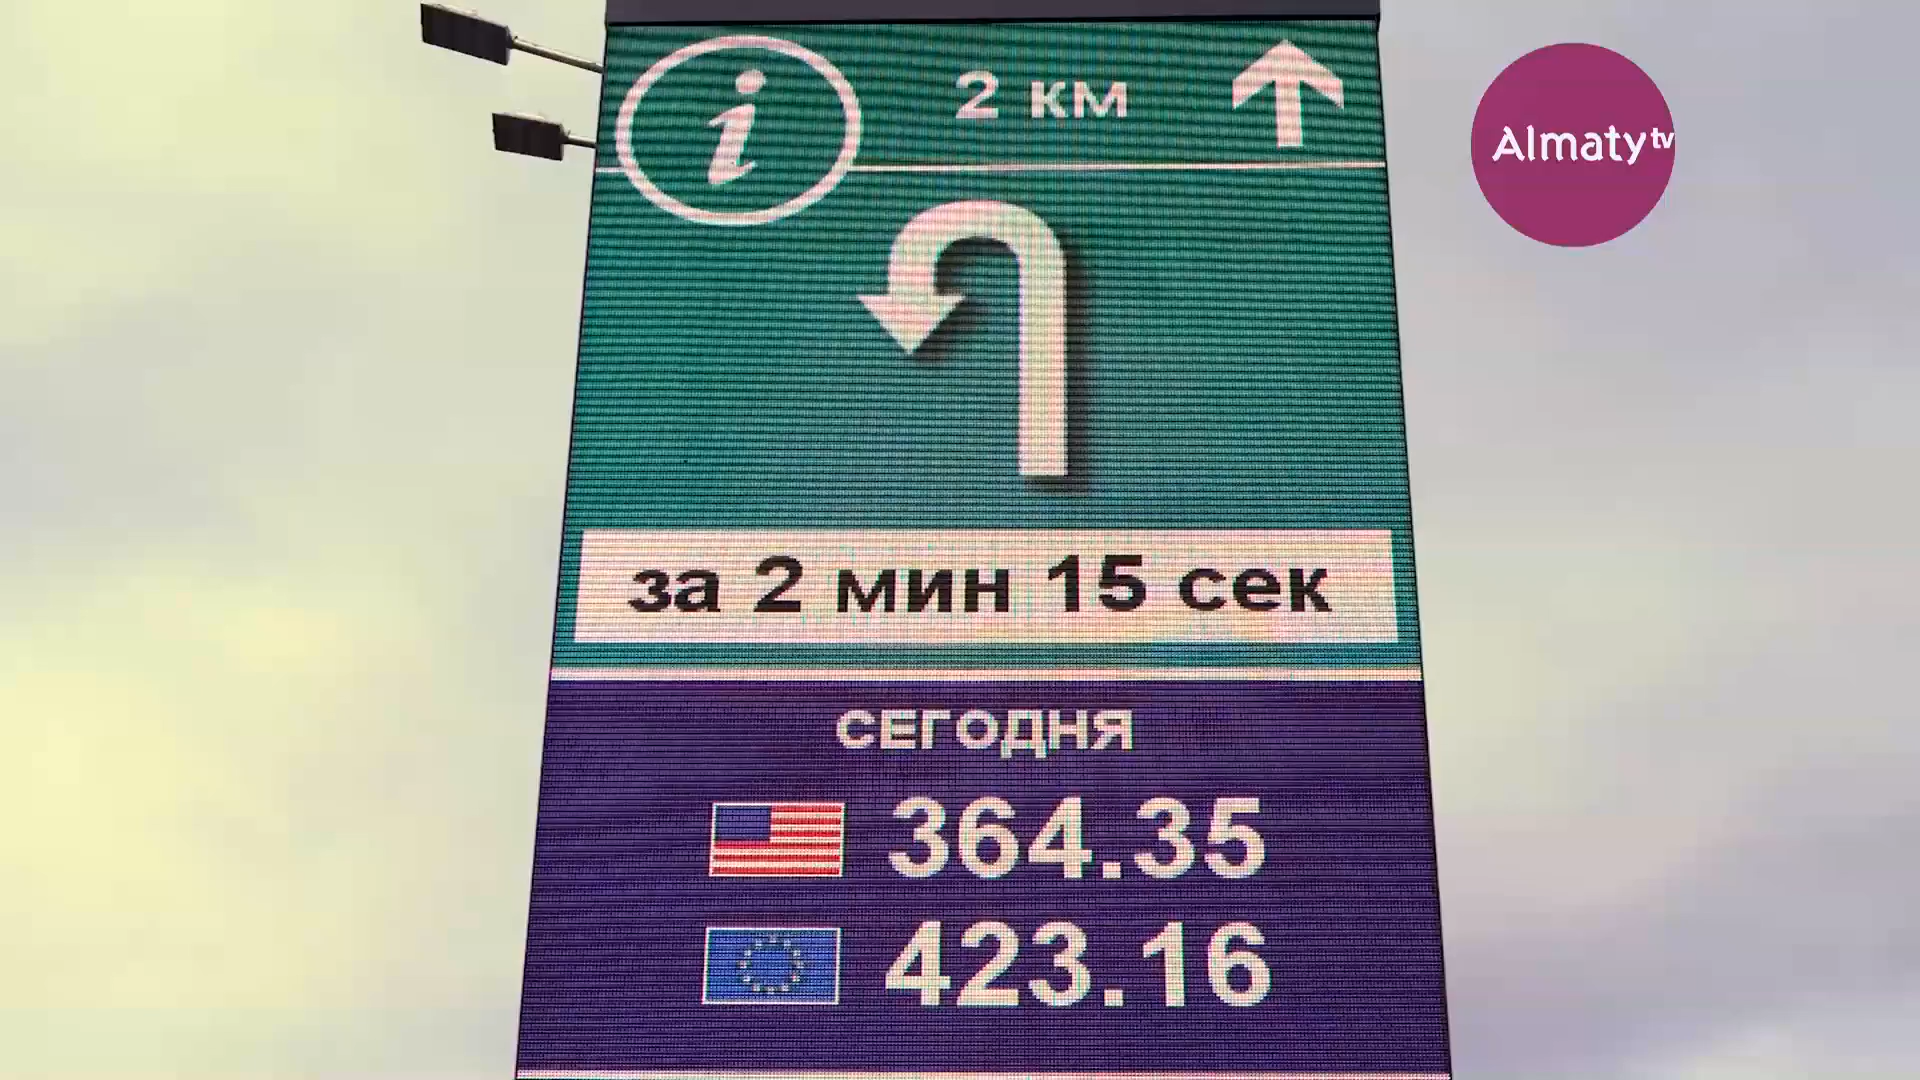 i 2 км
Almaty tv
за 2 мин 15 сек
СЕГОДНЯ
364.35
423.16